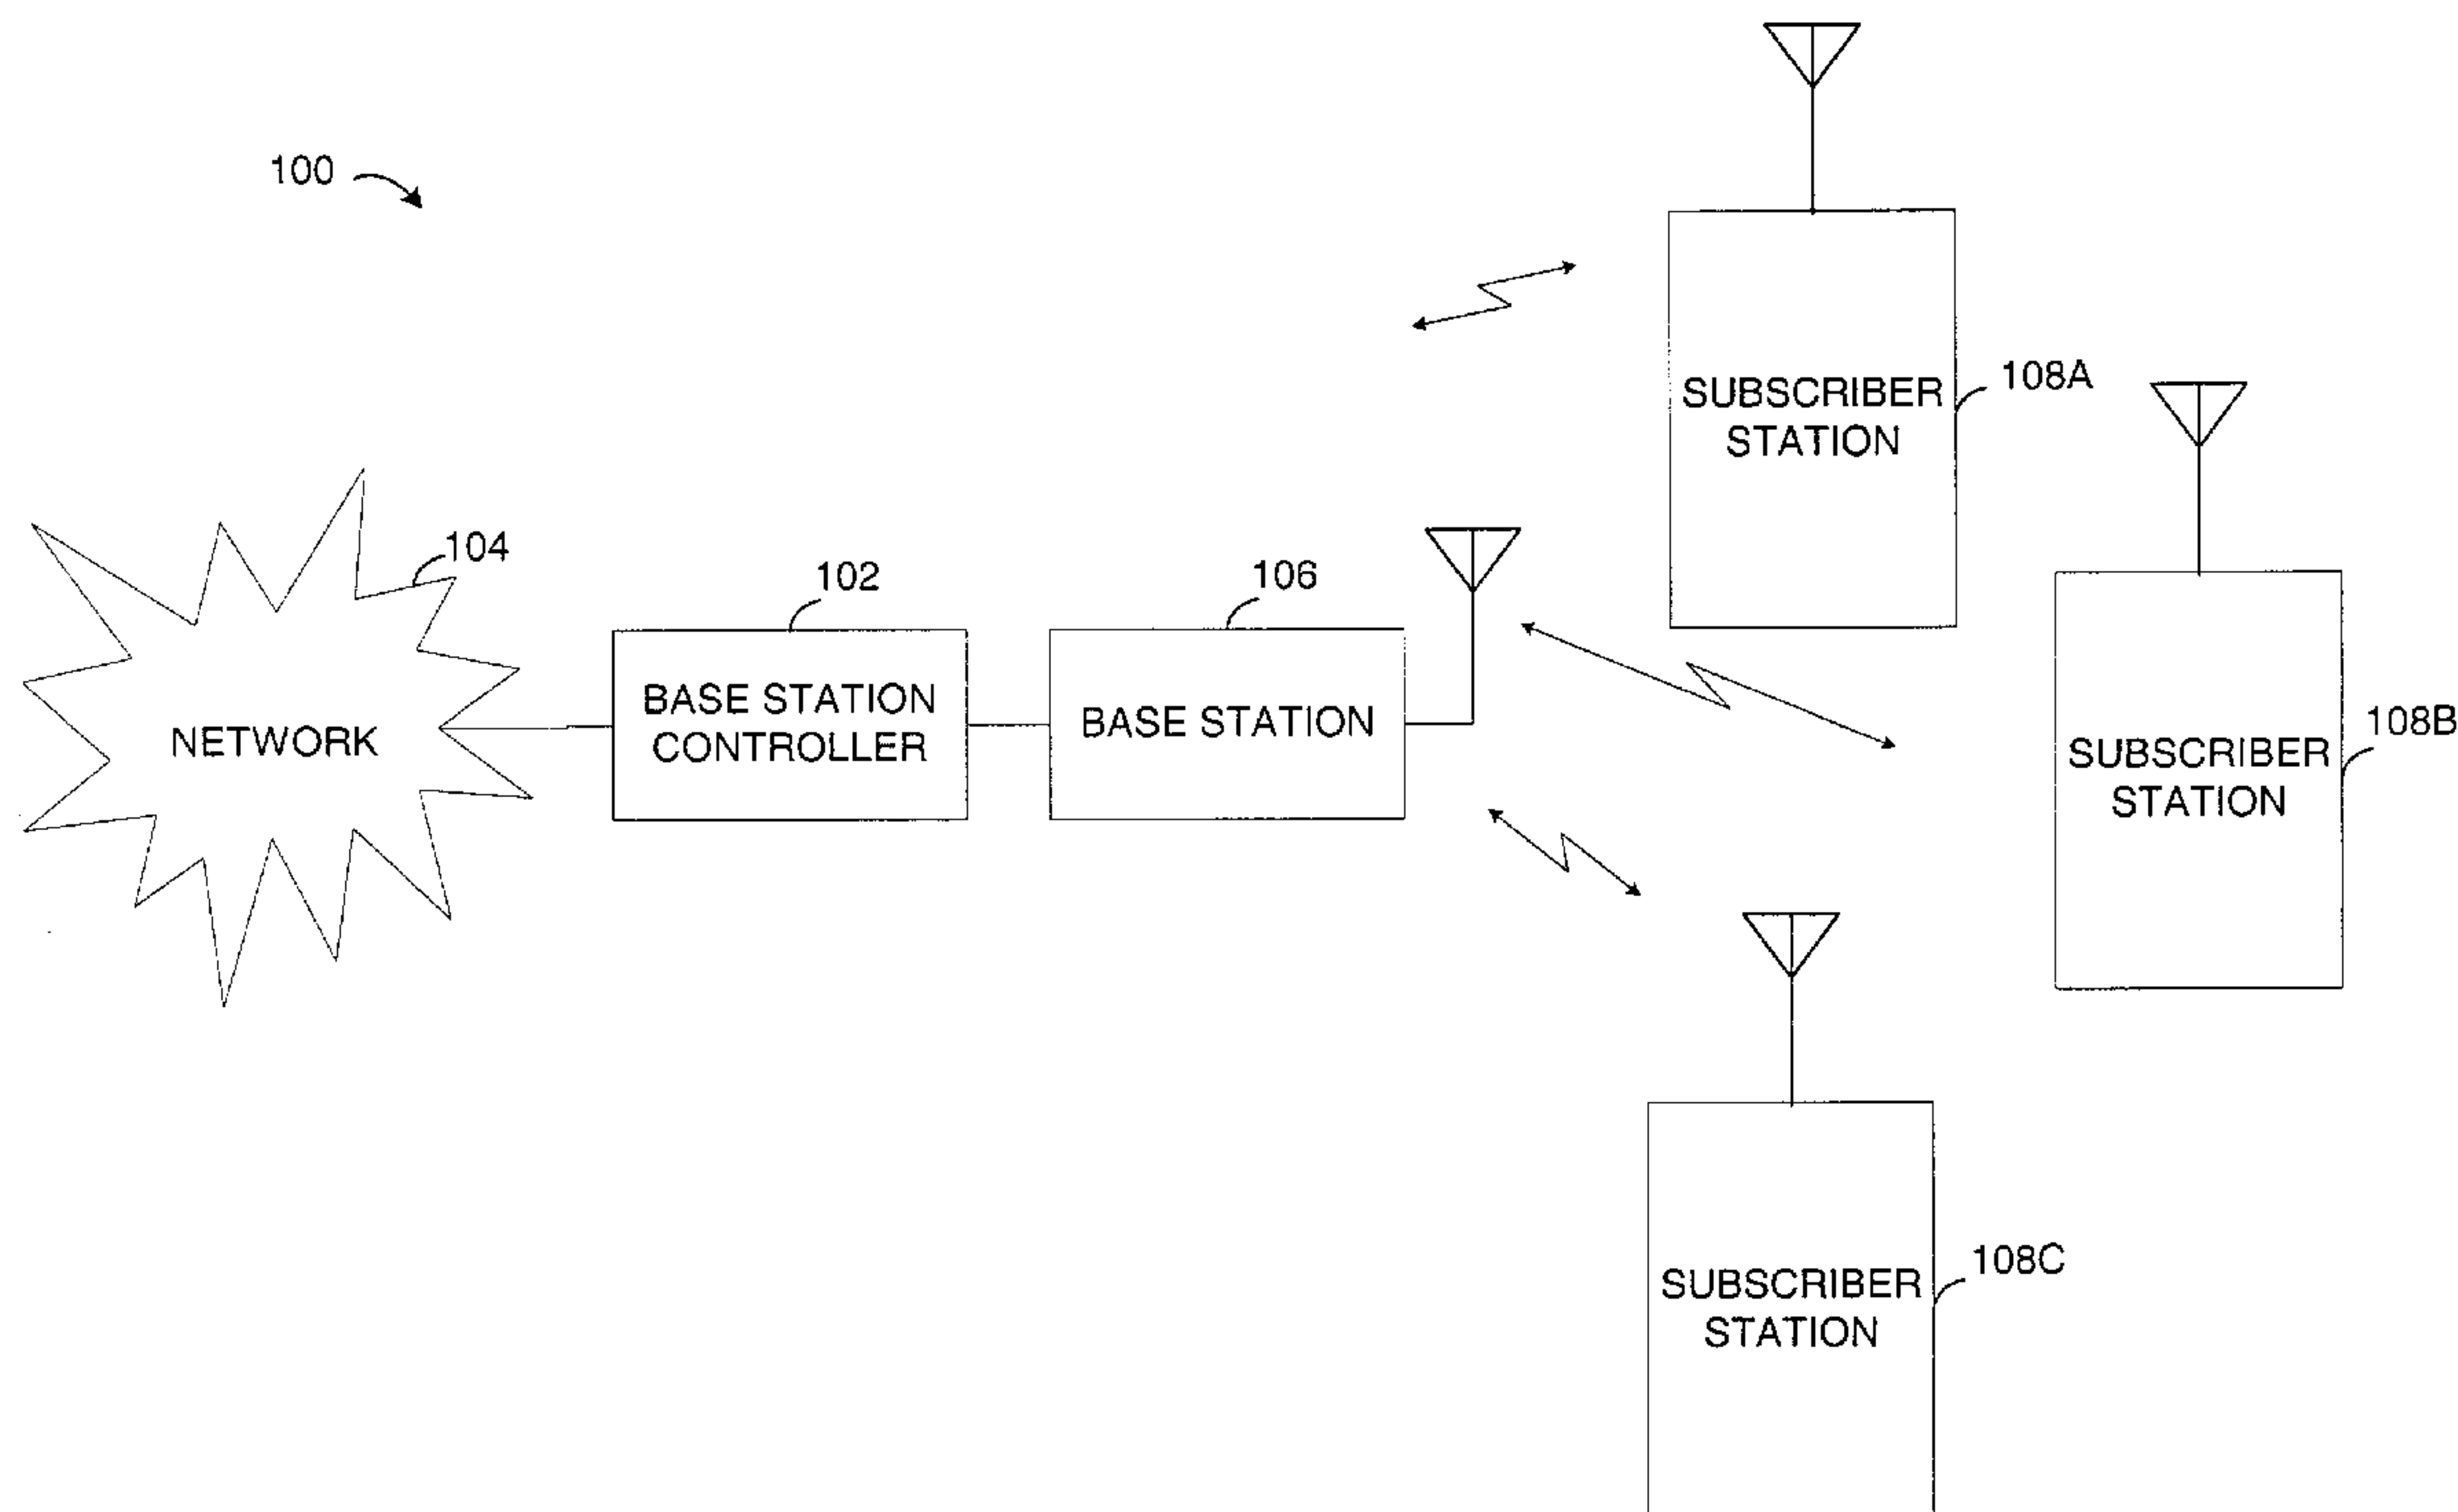 100
SUBSCRIBER
STATION
108A
104
102
106
NETWORK
BASE STATION
CONTROLLER
BASE STATION
SUBSCRIBER
STATION
108B
SUBSCRIBER
STATION
108C